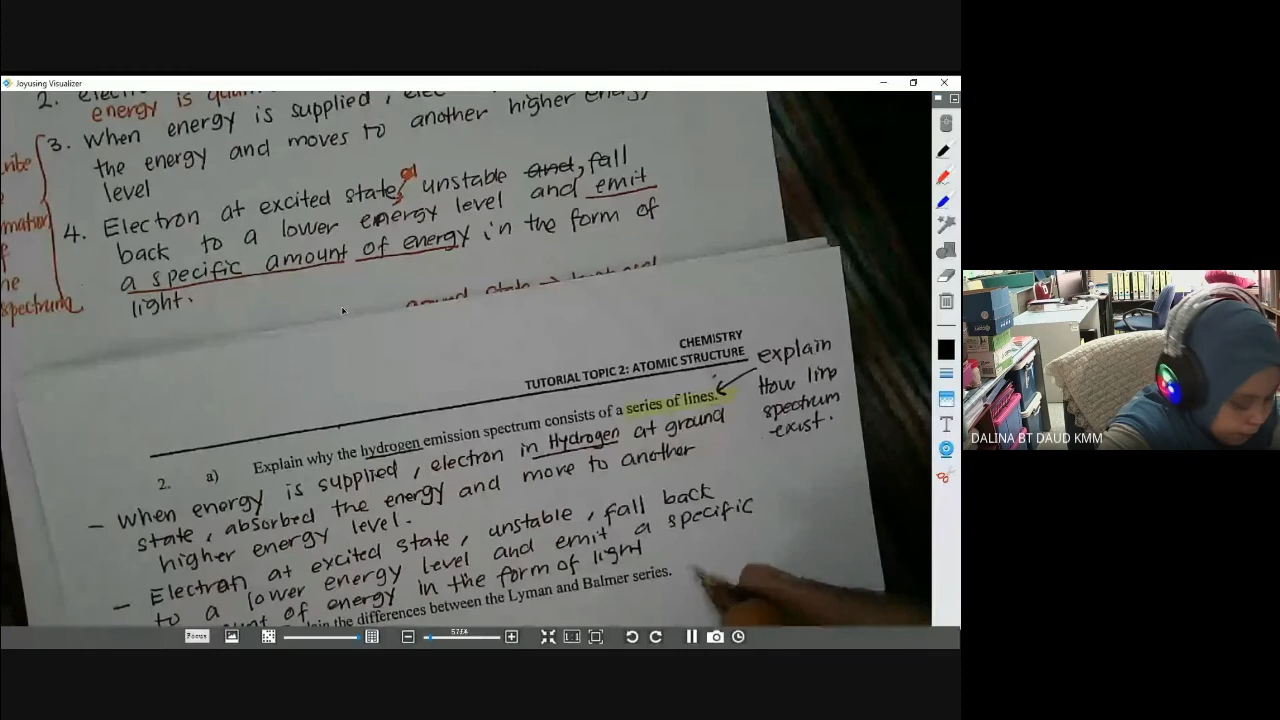 Joyusing Visualizer
2.
energy is
3. When energy is supplied,
the energy and moves to another higher energy
level
4. Electron at excited state, unstable and, fall
back to a lower energy level and emit
a specific amount of energy in the form of
light.
spectrum
CHEMISTRY
TUTORIAL TOPIC 2: ATOMIC STRUCTURE
explain
How line
spectrum
exist.
2. a) Explain why the hydrogen emission spectrum consists of a series of lines.
- When energy is supplied, electron in Hydrogen at ground
state, absorbed the energy and move to another
higher energy level.
- Electron at excited state, unstable, fall back
to a lower energy level and emit a specific
of energy in the form of light
the differences between the Lyman and Balmer series.
Focus
1:1
T
DALINA BT DAUD KMM